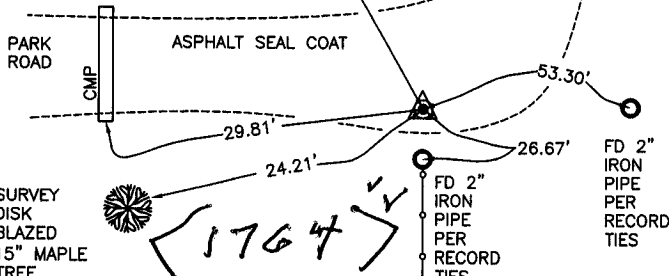 PARK
ROAD
ASPHALT SEAL COAT
CMP
53.30'
29.81'
24.21'
26.67'
FD 2"
IRON
PIPE
PER
RECORD
TIES
FD 2"
IRON
PIPE
PER
RECORD
TIES
SURVEY
DISK
BLAZED
15" MAPLE
TREE
1764